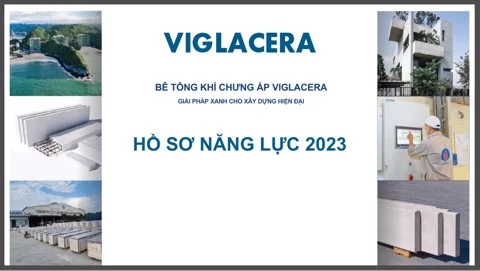 VIGLACERA
BÊ TÔNG KHÍ CHƯNG ÁP VIGLACERA
GIẢI PHÁP XANH CHO XÂY DỰNG HIỆN ĐẠI
HỒ SƠ NĂNG LỰC 2023